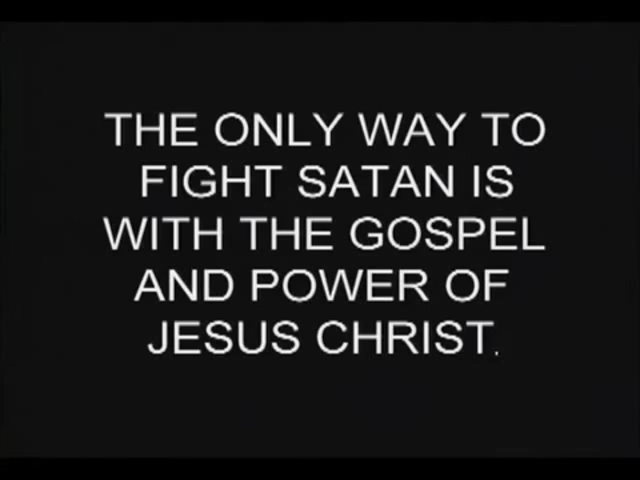 THE ONLY WAY TO
FIGHT SATAN IS
WITH THE GOSPEL
AND POWER OF
JESUS CHRIST.